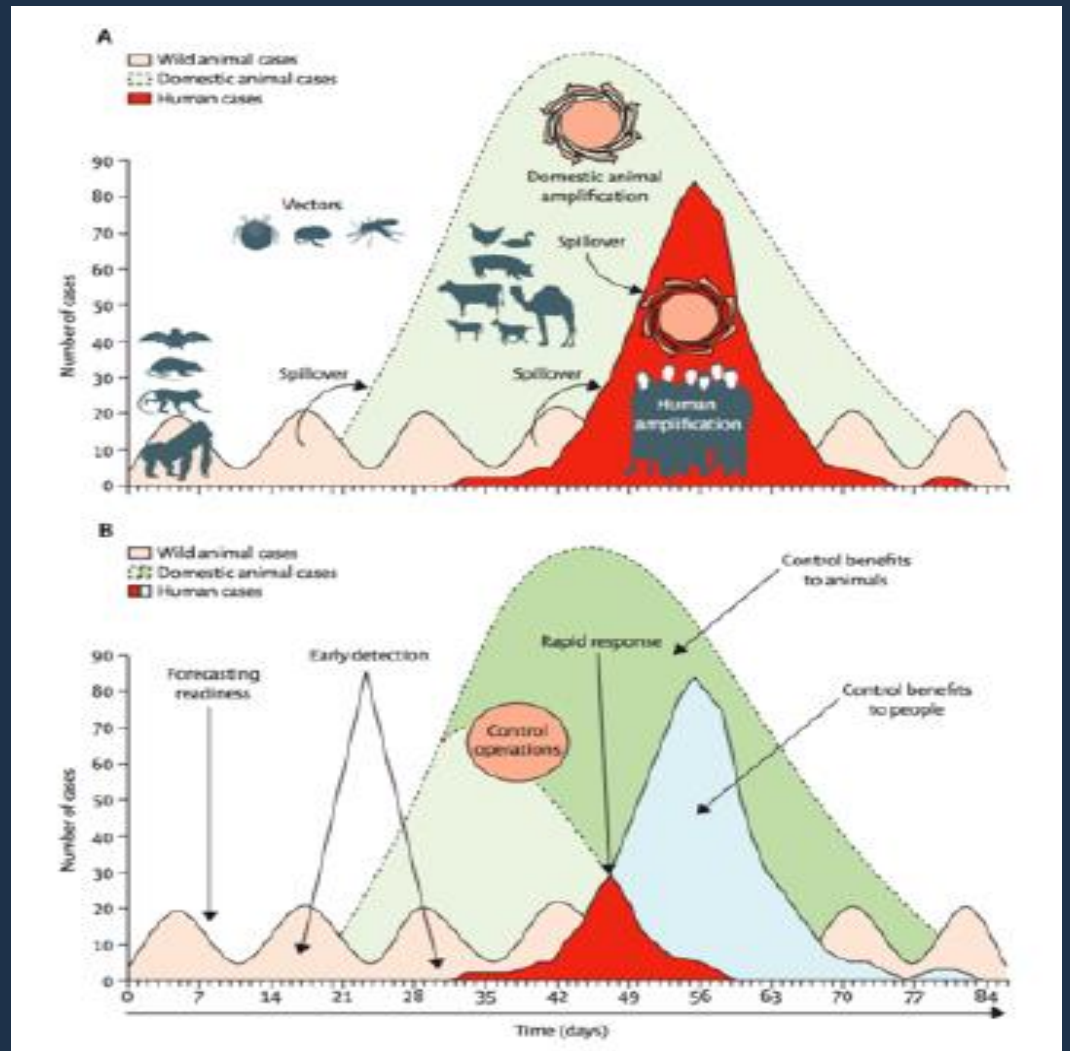 A
Wild animal cases
Domestic animal cases
Human cases
90
80
70
60
50
40
30
20
10
0
Number of cases
Vectors
Domestic animal
amplification
Spillover
Spillover
Spillover
Human
amplification
B
Wild animal cases
Domestic animal cases
Human cases
90
80
70
60
50
40
30
20
10
0
Number of cases
Forecasting
readiness
Early detection
Control
operations
Rapid response
Control benefits
to animals
Control benefits
to people
0 7 14 21 28 35 42 49 56 63 70 77 84
Time (days)